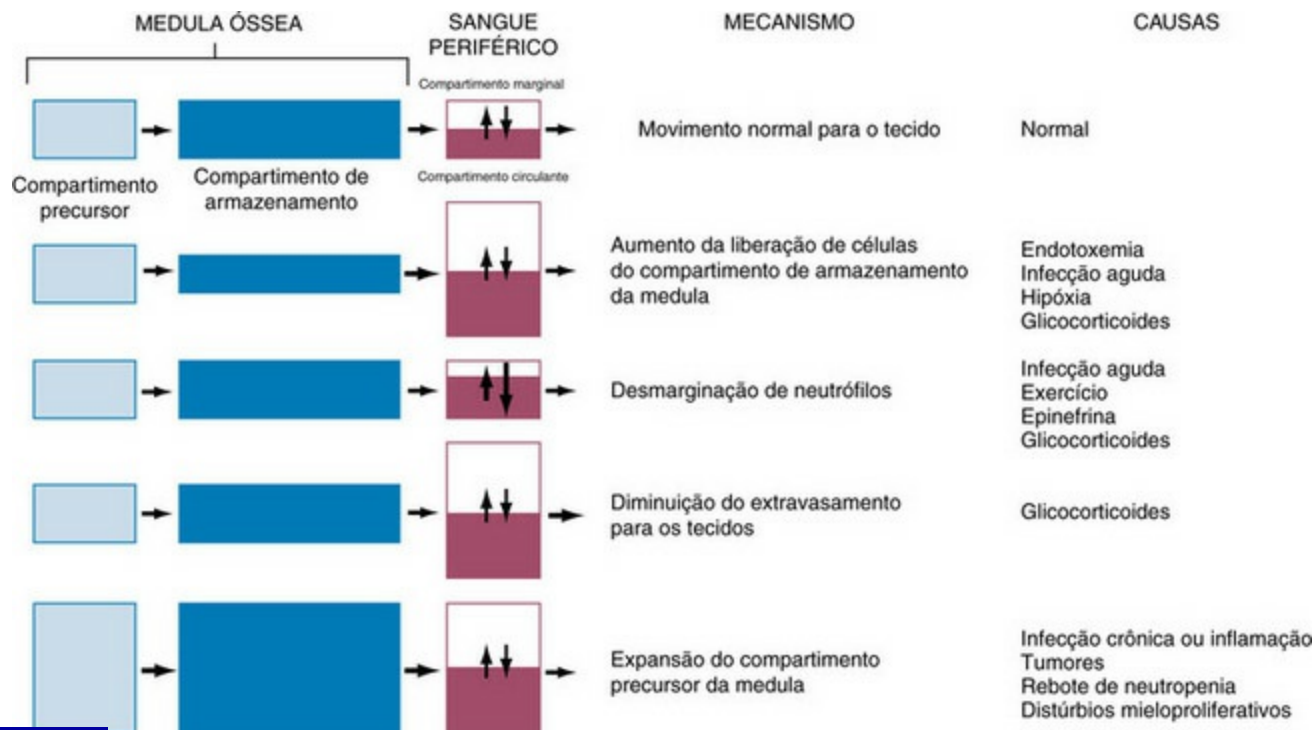 MEDULA ÓSSEA
SANGUE
PERIFÉRICO
MECANISMO
CAUSAS
Compartimento marginal
Movimento normal para o tecido
Normal
Compartimento
precursor
Compartimento de
armazenamento
Compartimento circulante
Aumento da liberação de células
do compartimento de armazenamento
da medula
Endotoxemia
Infecção aguda
Hipóxia
Glicocorticoides
Desmarginação de neutrófilos
Infecção aguda
Exercício
Epinefrina
Glicocorticoides
Diminuição do extravasamento
para os tecidos
Glicocorticoides
Expansão do compartimento
precursor da medula
Infecção crônica ou inflamação
Tumores
Rebote de neutropenia
Distúrbios mieloproliferativos